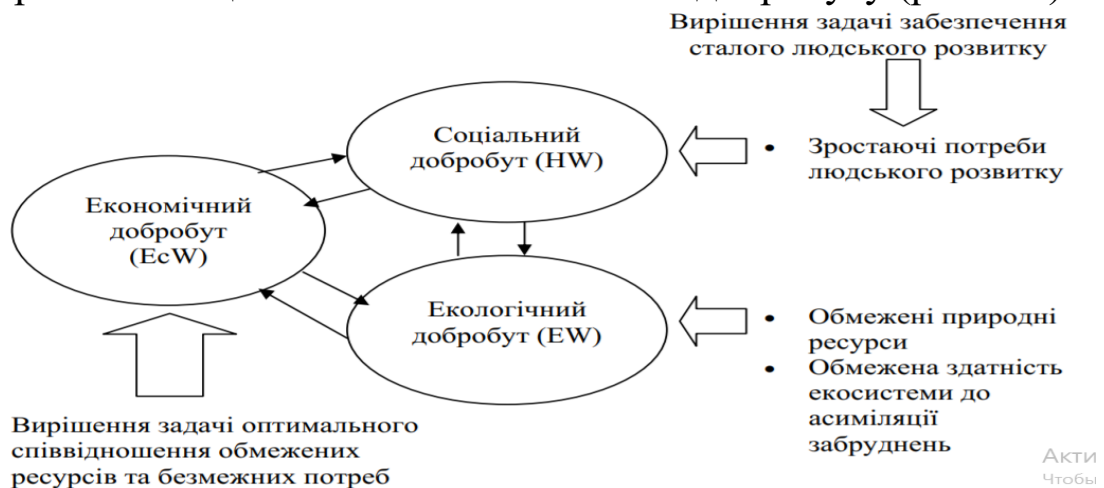 Вирішення задачі забезпечення
сталого людського розвитку
Соціальний
добробут (HW)
• Зростаючі потреби
людського розвитку
Економічний
добробут
(EcW)
Екологічний
добробут (EW)
• Обмежені природні
ресурси
• Обмежена здатність
екосистеми до
асиміляції
забруднень
Вирішення задачі оптимального
співвідношення обмежених
ресурсів та безмежних потреб
Акти
Чтобы